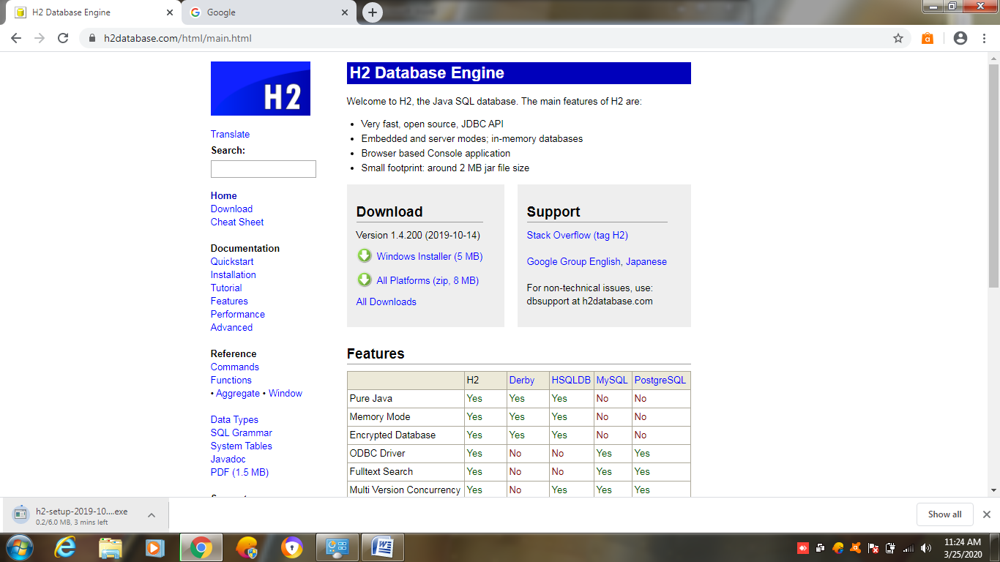 H2 Database Engine
Google
h2database.com/html/main.html
H2
Translate
Search:
Home
Download
Cheat Sheet
Documentation
Quickstart
Installation
Tutorial
Features
Performance
Advanced
Reference
Commands
Functions
• Aggregate • Window
Data Types
SQL Grammar
System Tables
Javadoc
PDF (1.5 MB)
H2 Database Engine
Welcome to H2, the Java SQL database. The main features of H2 are:
• Very fast, open source, JDBC API
• Embedded and server modes; in-memory databases
• Browser based Console application
• Small footprint: around 2 MB jar file size
Download
Version 1.4.200 (2019-10-14)
Windows Installer (5 MB)
All Platforms (zip, 8 MB)
All Downloads
Support
Stack Overflow (tag H2)
Google Group English, Japanese
For non-technical issues, use:
dbsupport at h2database.com
Features
H2 Derby HSQLDB MySQL PostgreSQL
Pure Java Yes Yes Yes No No
Memory Mode Yes Yes Yes No No
Encrypted Database Yes Yes Yes No No
ODBC Driver Yes No No Yes Yes
Fulltext Search Yes No No Yes Yes
Multi Version Concurrency Yes No Yes Yes Yes
h2-setup-2019-10....exe
0.2/6.0 MB, 3 mins left
Show all
11:24 AM
3/25/2020